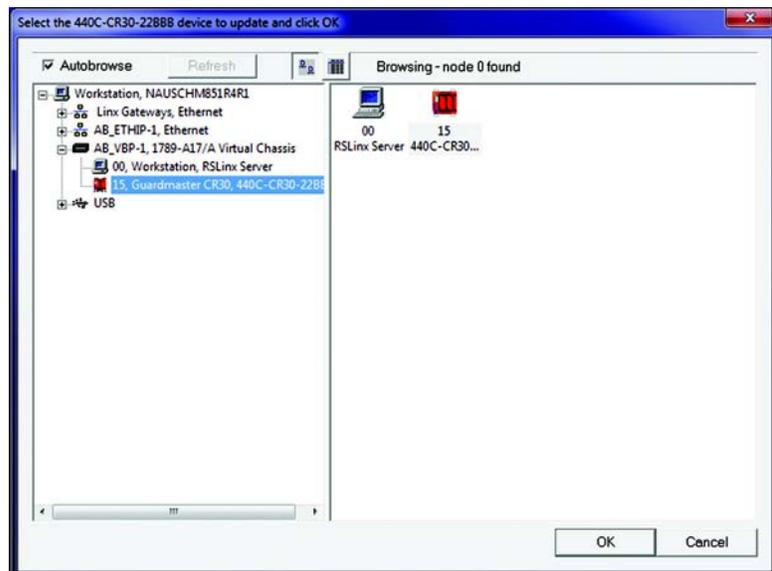 Select the 440C-CR30-22BBB device to update and click OK
Autobrowse
Refresh
Browsing - node 0 found
Workstation, NAUSCHM851R4R1
Linx Gateways, Ethernet
AB_ETHIP-1, Ethernet
AB_VBP-1, 1789-A17/A Virtual Chassis
00, Workstation, RSLinx Server
15, Guardmaster CR30, 440C-CR30-22BB
USB
00
RSLinx Server
15
440C-CR30...
OK
Cancel